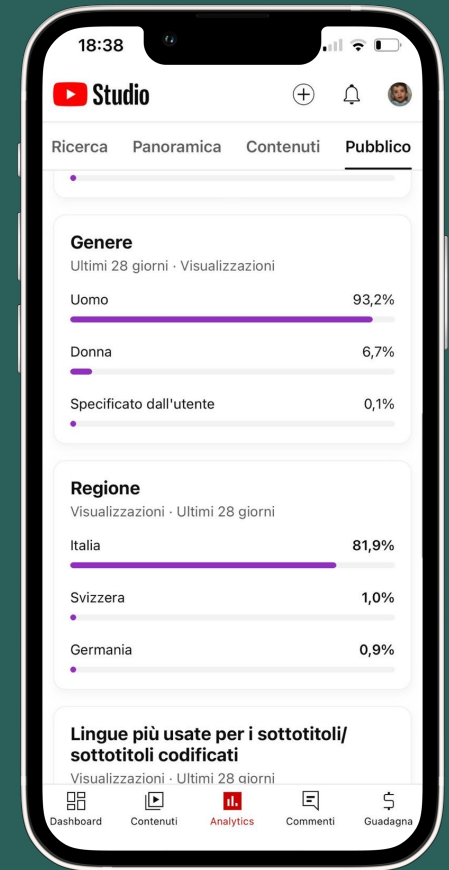 18:38
Studio
Ricerca Panoramica Contenuti Pubblico
Genere
Ultimi 28 giorni · Visualizzazioni
Uomo 93,2%
Donna 6,7%
Specificato dall'utente 0,1%
Regione
Visualizzazioni · Ultimi 28 giorni
Italia 81,9%
Svizzera 1,0%
Germania 0,9%
Lingue più usate per i sottotitoli/
sottotitoli codificati
Visualizzazioni · Ultimi 28 giorni
Dashboard Contenuti Analytics Commenti Guadagna